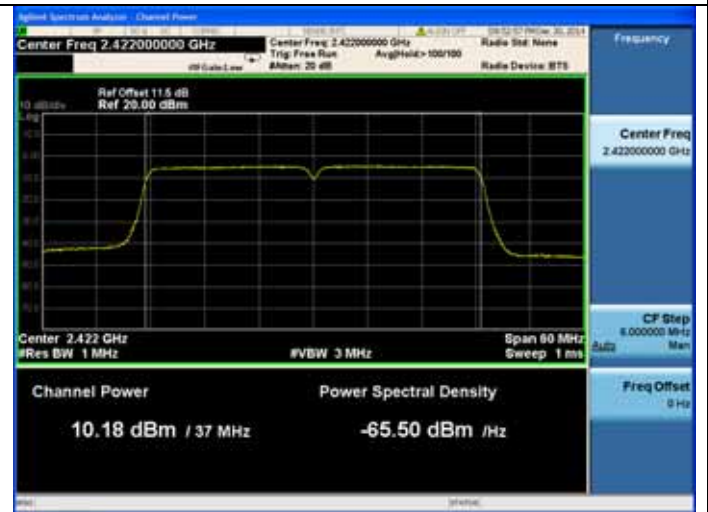 Agilent Spectrum Analyzer - Channel Power
Center Freq 2.422000000 GHz
Center Freq: 2.422000000 GHz
Trig: Free Run
Avg|Hold:> 100/100
#Atten: 20 dB
Radio Std: None
Radio Device: BTS
#IFGain:Low
Frequency
Ref Offset 11.5 dB
10 dB/div
Ref 20.00 dBm
Log
Center Freq
2.422000000 GHz
Center 2.422 GHz
Span 60 MHz
#Res BW 1 MHz
#VBW 3 MHz
Sweep 1 ms
CF Step
6.000000 MHz
Auto
Man
Channel Power
Power Spectral Density
Freq Offset
0 Hz
10.18 dBm / 37 MHz
-65.50 dBm /Hz
MSG
STATUS